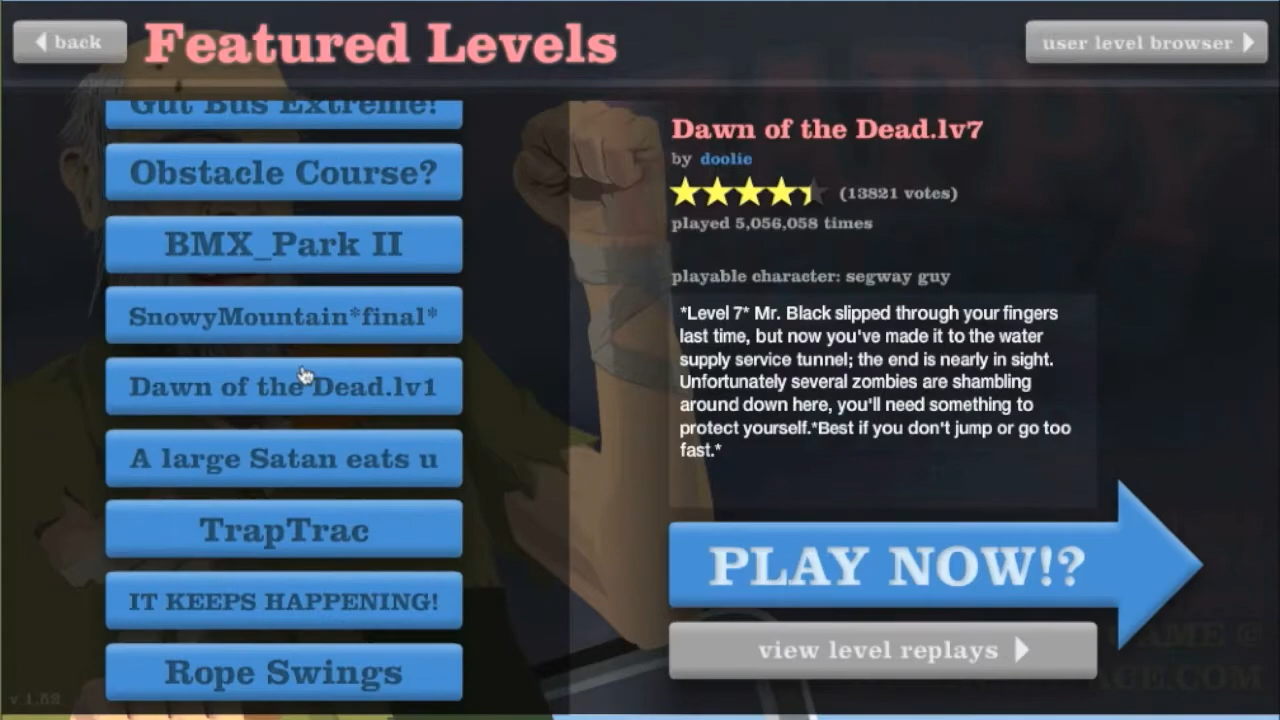 back
Featured Levels
user level browser
Gut Bus Extreme!
Obstacle Course?
BMX_Park II
SnowyMountain*final*
Dawn of the Dead.lv1
A large Satan eats u
TrapTrac
IT KEEPS HAPPENING!
Rope Swings
Dawn of the Dead.lv7
by doolie
(13821 votes)
played 5,056,058 times
playable character: segway guy
*Level 7* Mr. Black slipped through your fingers
last time, but now you've made it to the water
supply service tunnel; the end is nearly in sight.
Unfortunately several zombies are shambling
around down here, you'll need something to
protect yourself.*Best if you don't jump or go too
fast.*
PLAY NOW!?
view level replays